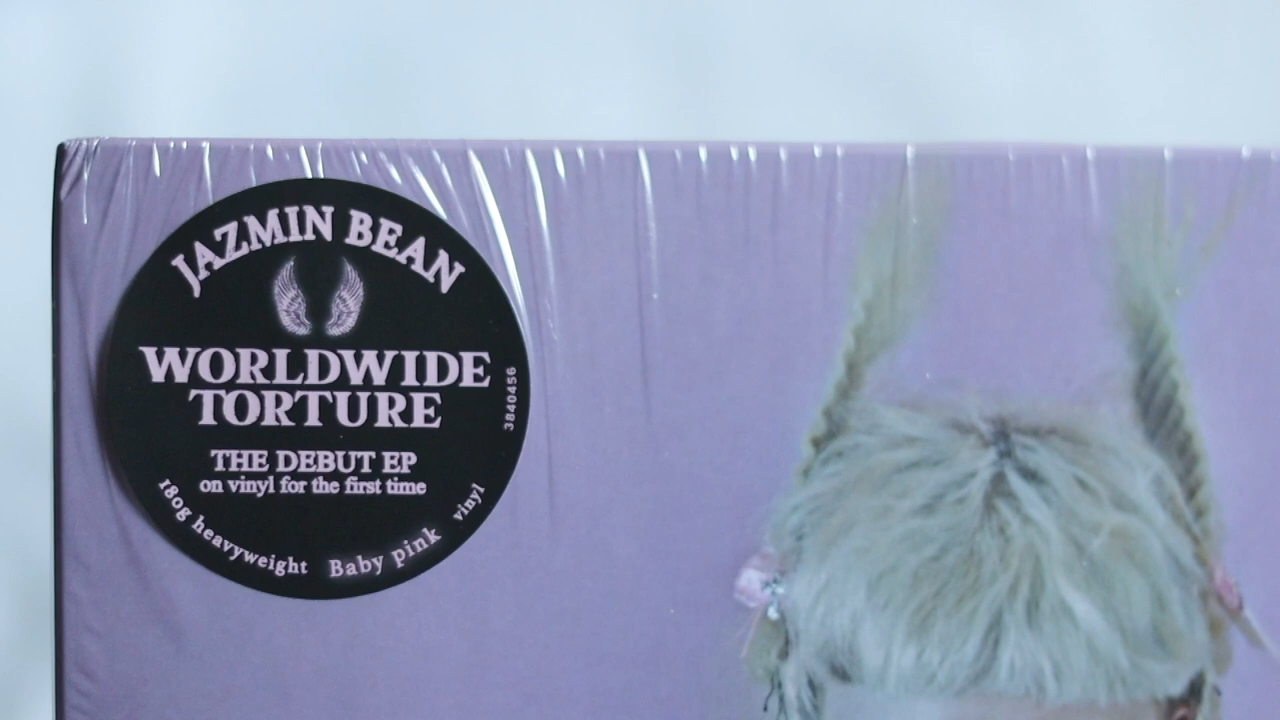 JAZMIN BEAN
WORLDWIDE
TORTURE
3840456
THE DEBUT EP
on vinyl for the first time
180g heavyweight Baby pink vinyl